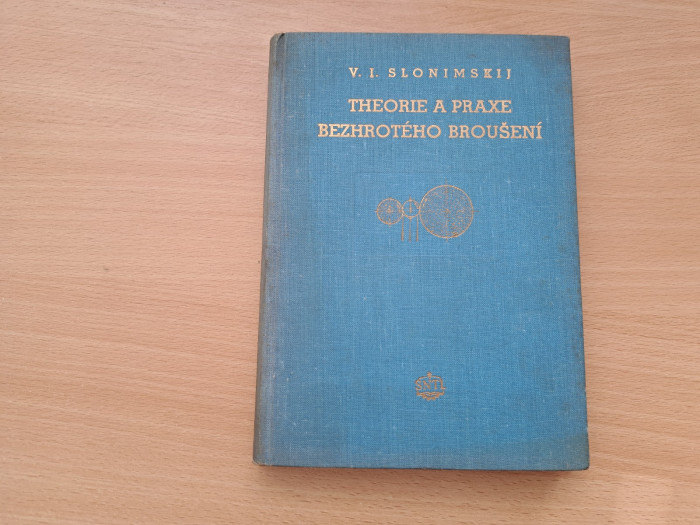 V. I. SLONIMSKIJ
THEORIE A PRAXE
BEZHROTÉHO BROUŠENÍ
SNTL